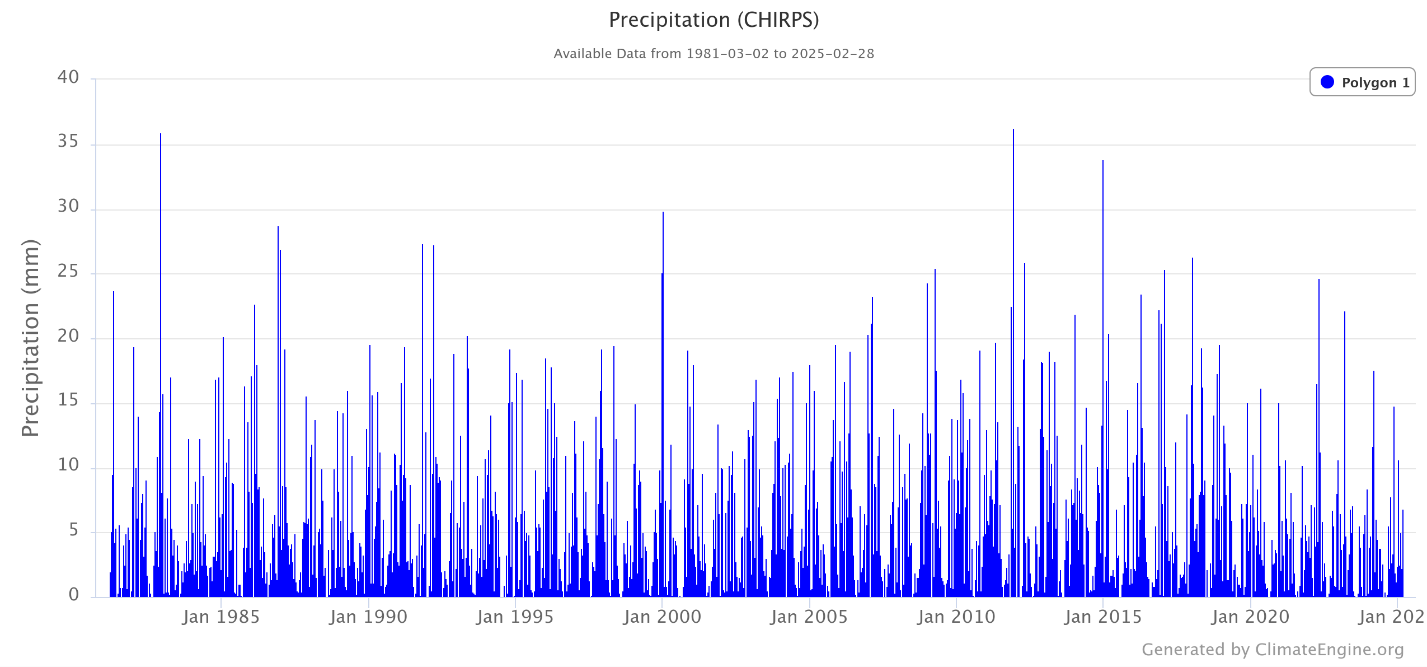 Precipitation (CHIRPS)
Available Data from 1981-03-02 to 2025-02-28
Polygon 1
Precipitation (mm)
40
35
30
25
20
15
10
5
0
Jan 1985
Jan 1990
Jan 1995
Jan 2000
Jan 2005
Jan 2010
Jan 2015
Jan 2020
Jan 202
Generated by ClimateEngine.org